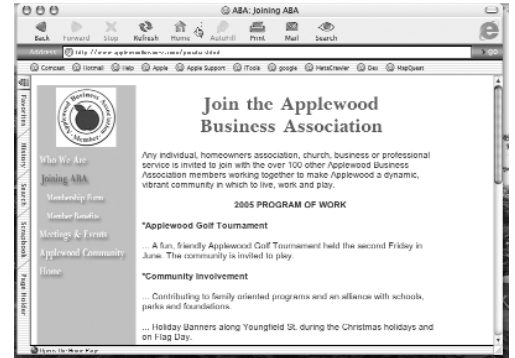 ABA: Joining ABA
Back Forward Stop Refresh Home Autofill Print Mail Search
Address
Comcast Hotmail Help Apple Apple Support iTools google MetaCrawler Dex MapQuest
Favorites
History
Search
Scrapbook
Page Holder
Business
Member
Who We Are
Joining ABA
Membership Form
Member Benefits
Meetings & Events
Applewood Community
Home
Join the Applewood
Business Association
Any individual, homeowners association, church, business or professional
service is invited to join with the over 100 other Applewood Business
Association members working together to make Applewood a dynamic,
vibrant community in which to live, work and play.
2005 PROGRAM OF WORK
*Applewood Golf Tournament
... A fun, friendly Applewood Golf Tournament held the second Friday in
June. The community is invited to play.
*Community Involvement
... Contributing to family oriented programs and an alliance with schools,
parks and foundations.
... Holiday Banners along Youngfield St. during the Christmas holidays and
on Flag Day.
Opens the Home Page